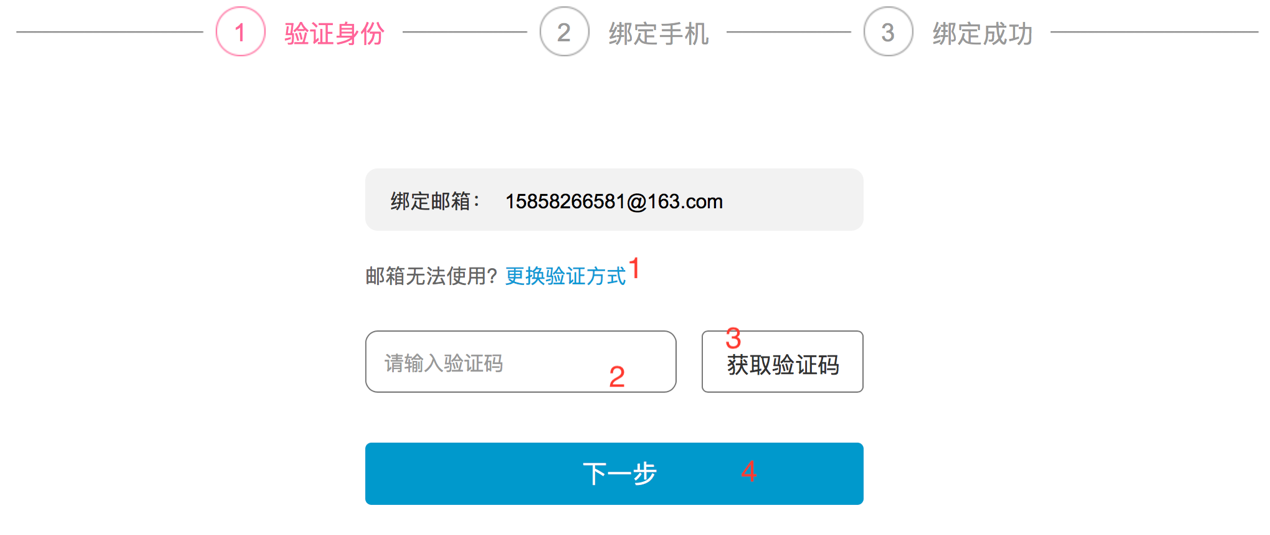 1 验证身份 2 绑定手机 3 绑定成功
绑定邮箱： 15858266581@163.com
邮箱无法使用? 更换验证方式 1
请输入验证码 2 3 获取验证码
下一步 4